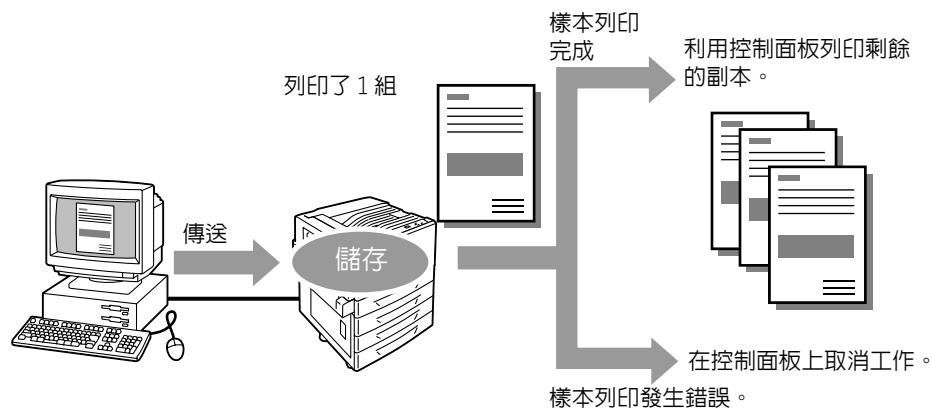 樣本列印
完成
利用控制面板列印剩餘
的副本。
列印了1組
傳送
儲存
在控制面板上取消工作。
樣本列印發生錯誤。